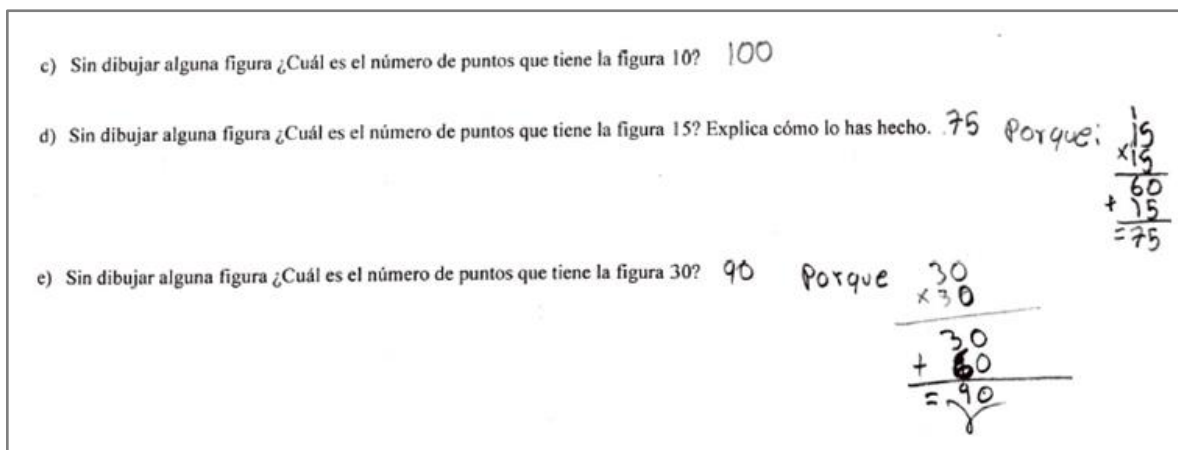 c) Sin dibujar alguna figura ¿Cuál es el número de puntos que tiene la figura 10? 100
d) Sin dibujar alguna figura ¿Cuál es el número de puntos que tiene la figura 15? Explica cómo lo has hecho. 75 Porque:
1
15
x15
60
+ 15
=75
e) Sin dibujar alguna figura ¿Cuál es el número de puntos que tiene la figura 30? 90 Porque
30
x 30
30
+ 60
= 90